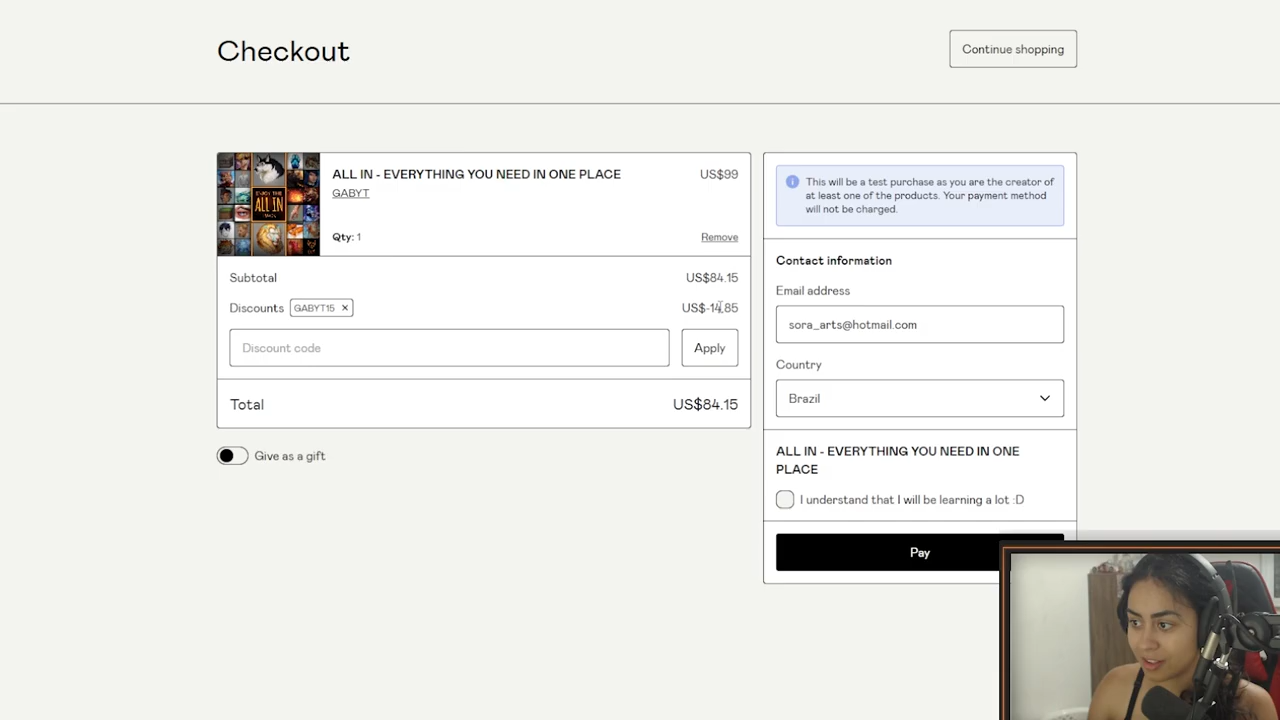 Checkout
Continue shopping
ALL IN - EVERYTHING YOU NEED IN ONE PLACE
US$99
GABYT
Qty: 1
Remove
Subtotal
US$84.15
Discounts
GABYT15 ×
US$-14.85
Discount code
Apply
Total
US$84.15
Give as a gift
This will be a test purchase as you are the creator of
at least one of the products. Your payment method
will not be charged.
Contact information
Email address
sora_arts@hotmail.com
Country
Brazil
ALL IN - EVERYTHING YOU NEED IN ONE
PLACE
I understand that I will be learning a lot :D
Pay
ALL IN